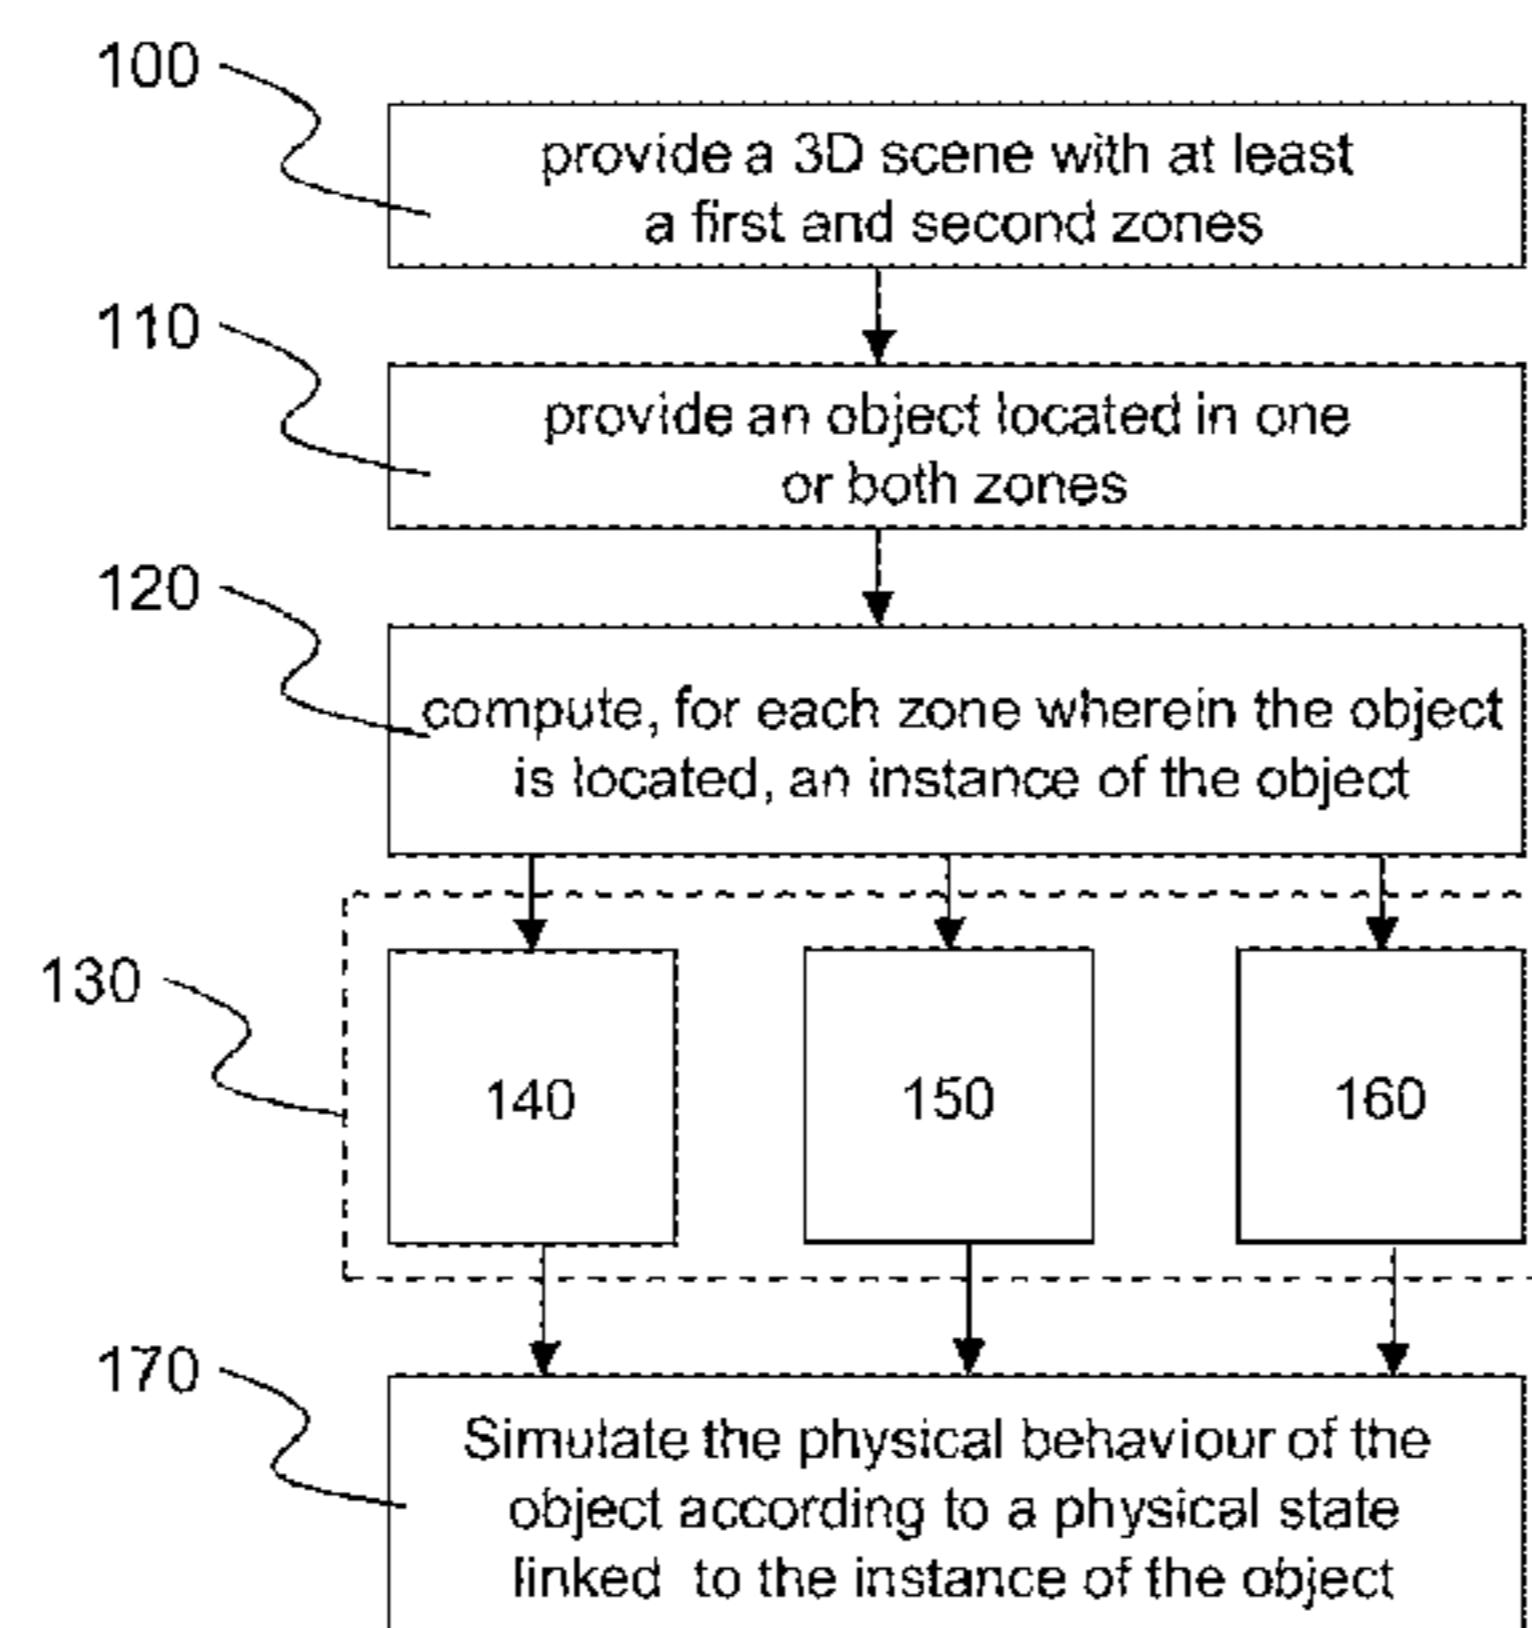 100
provide a 3D scene with at least
a first and second zones
110
provide an object located in one
or both zones
120
compute, for each zone wherein the object
is located, an instance of the object
130
140 150 160
170
Simulate the physical behaviour of the
object according to a physical state
linked to the instance of the object